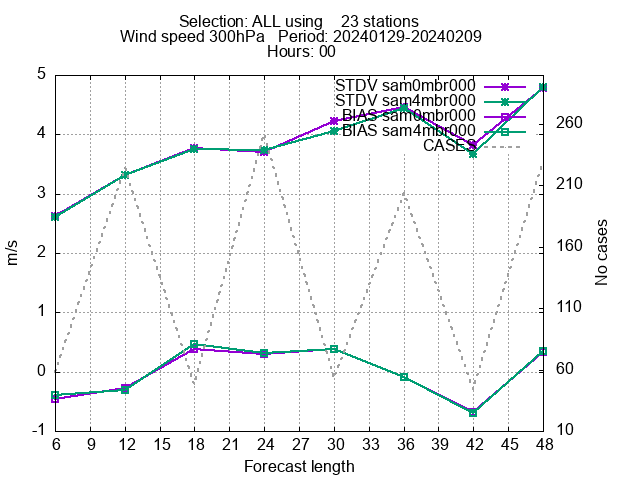 Selection: ALL using 23 stations
Wind speed 300hPa Period: 20240129-20240209
Hours: 00
STDV sam0mbr000
STDV sam4mbr000
BIAS sam0mbr000
BIAS sam4mbr000
CASES
5
4
3
2
1
0
-1
m/s
260
210
160
110
60
10
No cases
6 9 12 15 18 21 24 27 30 33 36 39 42 45 48
Forecast length